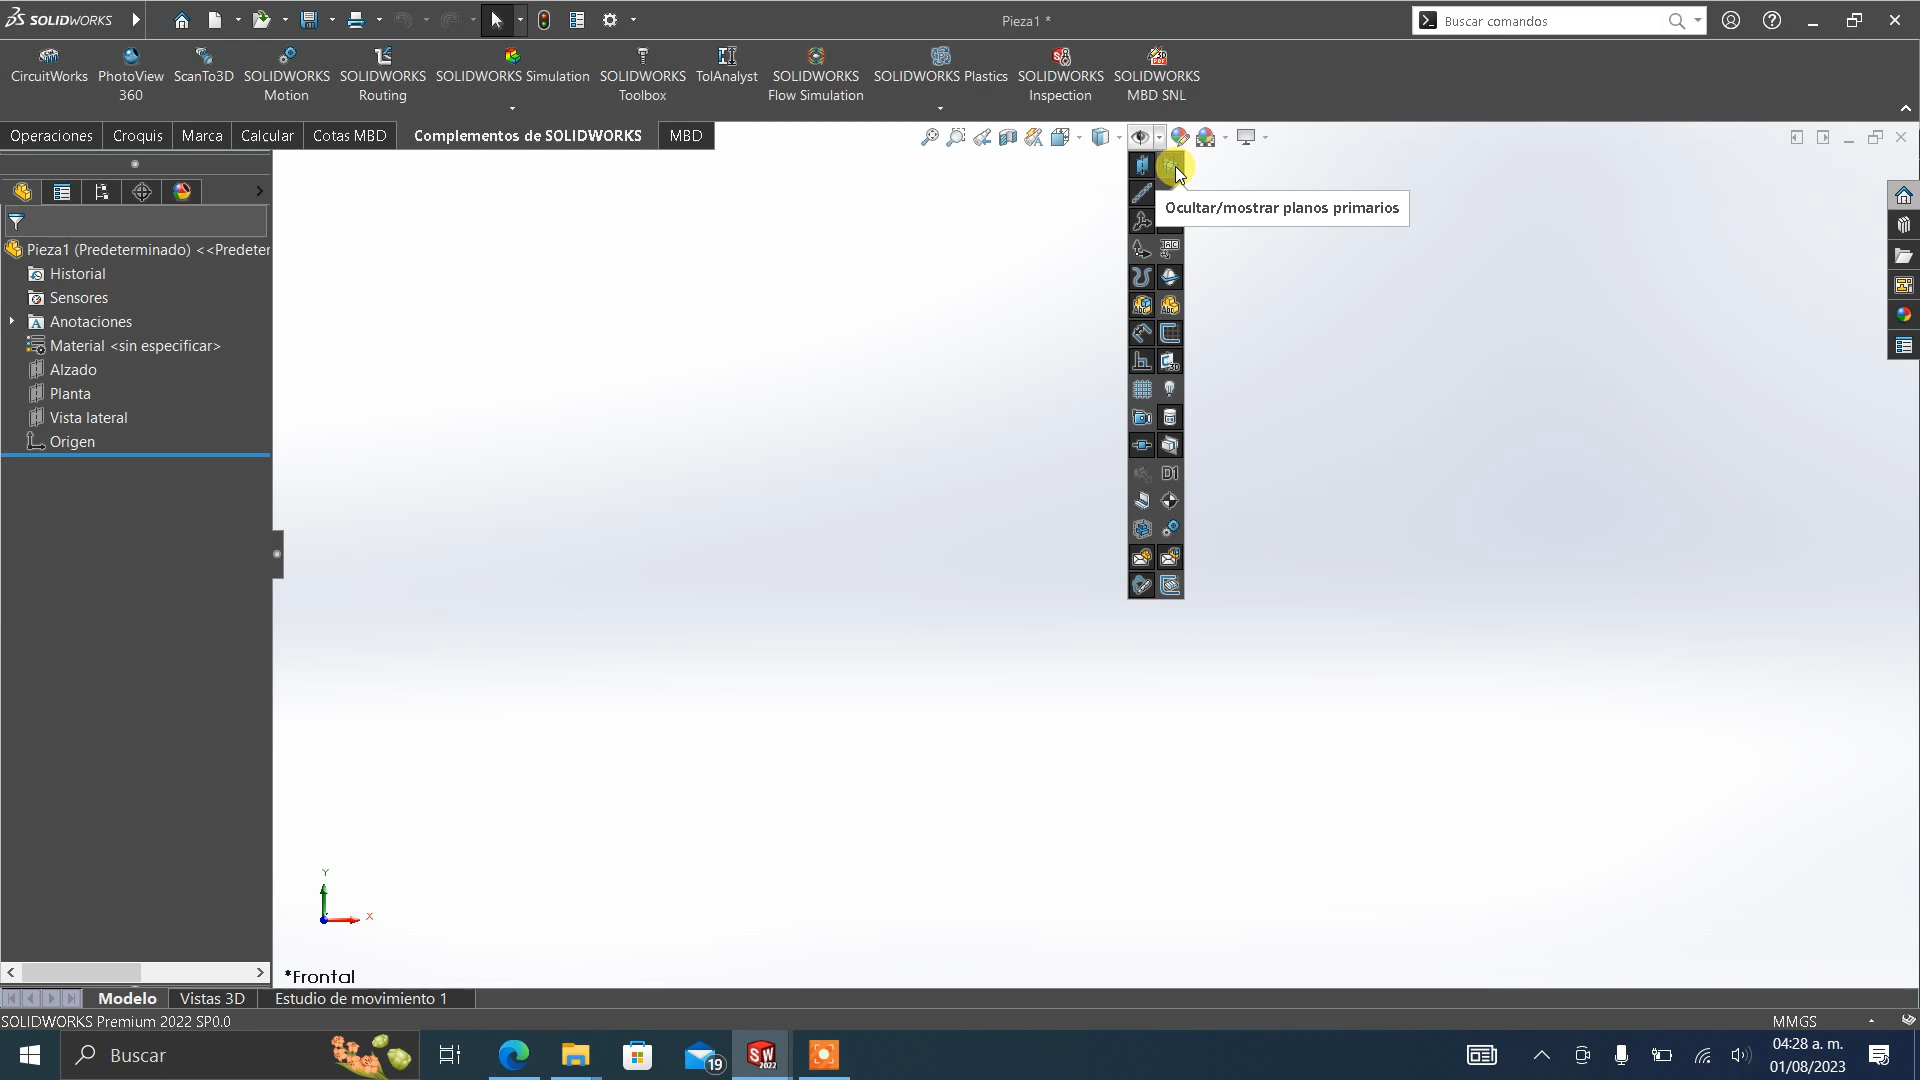 SOLIDWORKS
Pieza1 *
Buscar comandos
CircuitWorks
PhotoView
360
ScanTo3D
SOLIDWORKS
Motion
SOLIDWORKS
Routing
SOLIDWORKS Simulation
SOLIDWORKS
Toolbox
TolAnalyst
SOLIDWORKS
Flow Simulation
SOLIDWORKS Plastics
SOLIDWORKS
Inspection
SOLIDWORKS
MBD SNL
Operaciones
Croquis
Marca
Calcular
Cotas MBD
Complementos de SOLIDWORKS
MBD
Ocultar/mostrar planos primarios
Pieza1 (Predeterminado) <<Predeter
Historial
Sensores
Anotaciones
Material <sin especificar>
Alzado
Planta
Vista lateral
Origen
D1
Y
X
*Frontal
Modelo
Vistas 3D
Estudio de movimiento 1
SOLIDWORKS Premium 2022 SP0.0
MMGS
Buscar
19
SW
2022
04:28 a. m.
01/08/2023